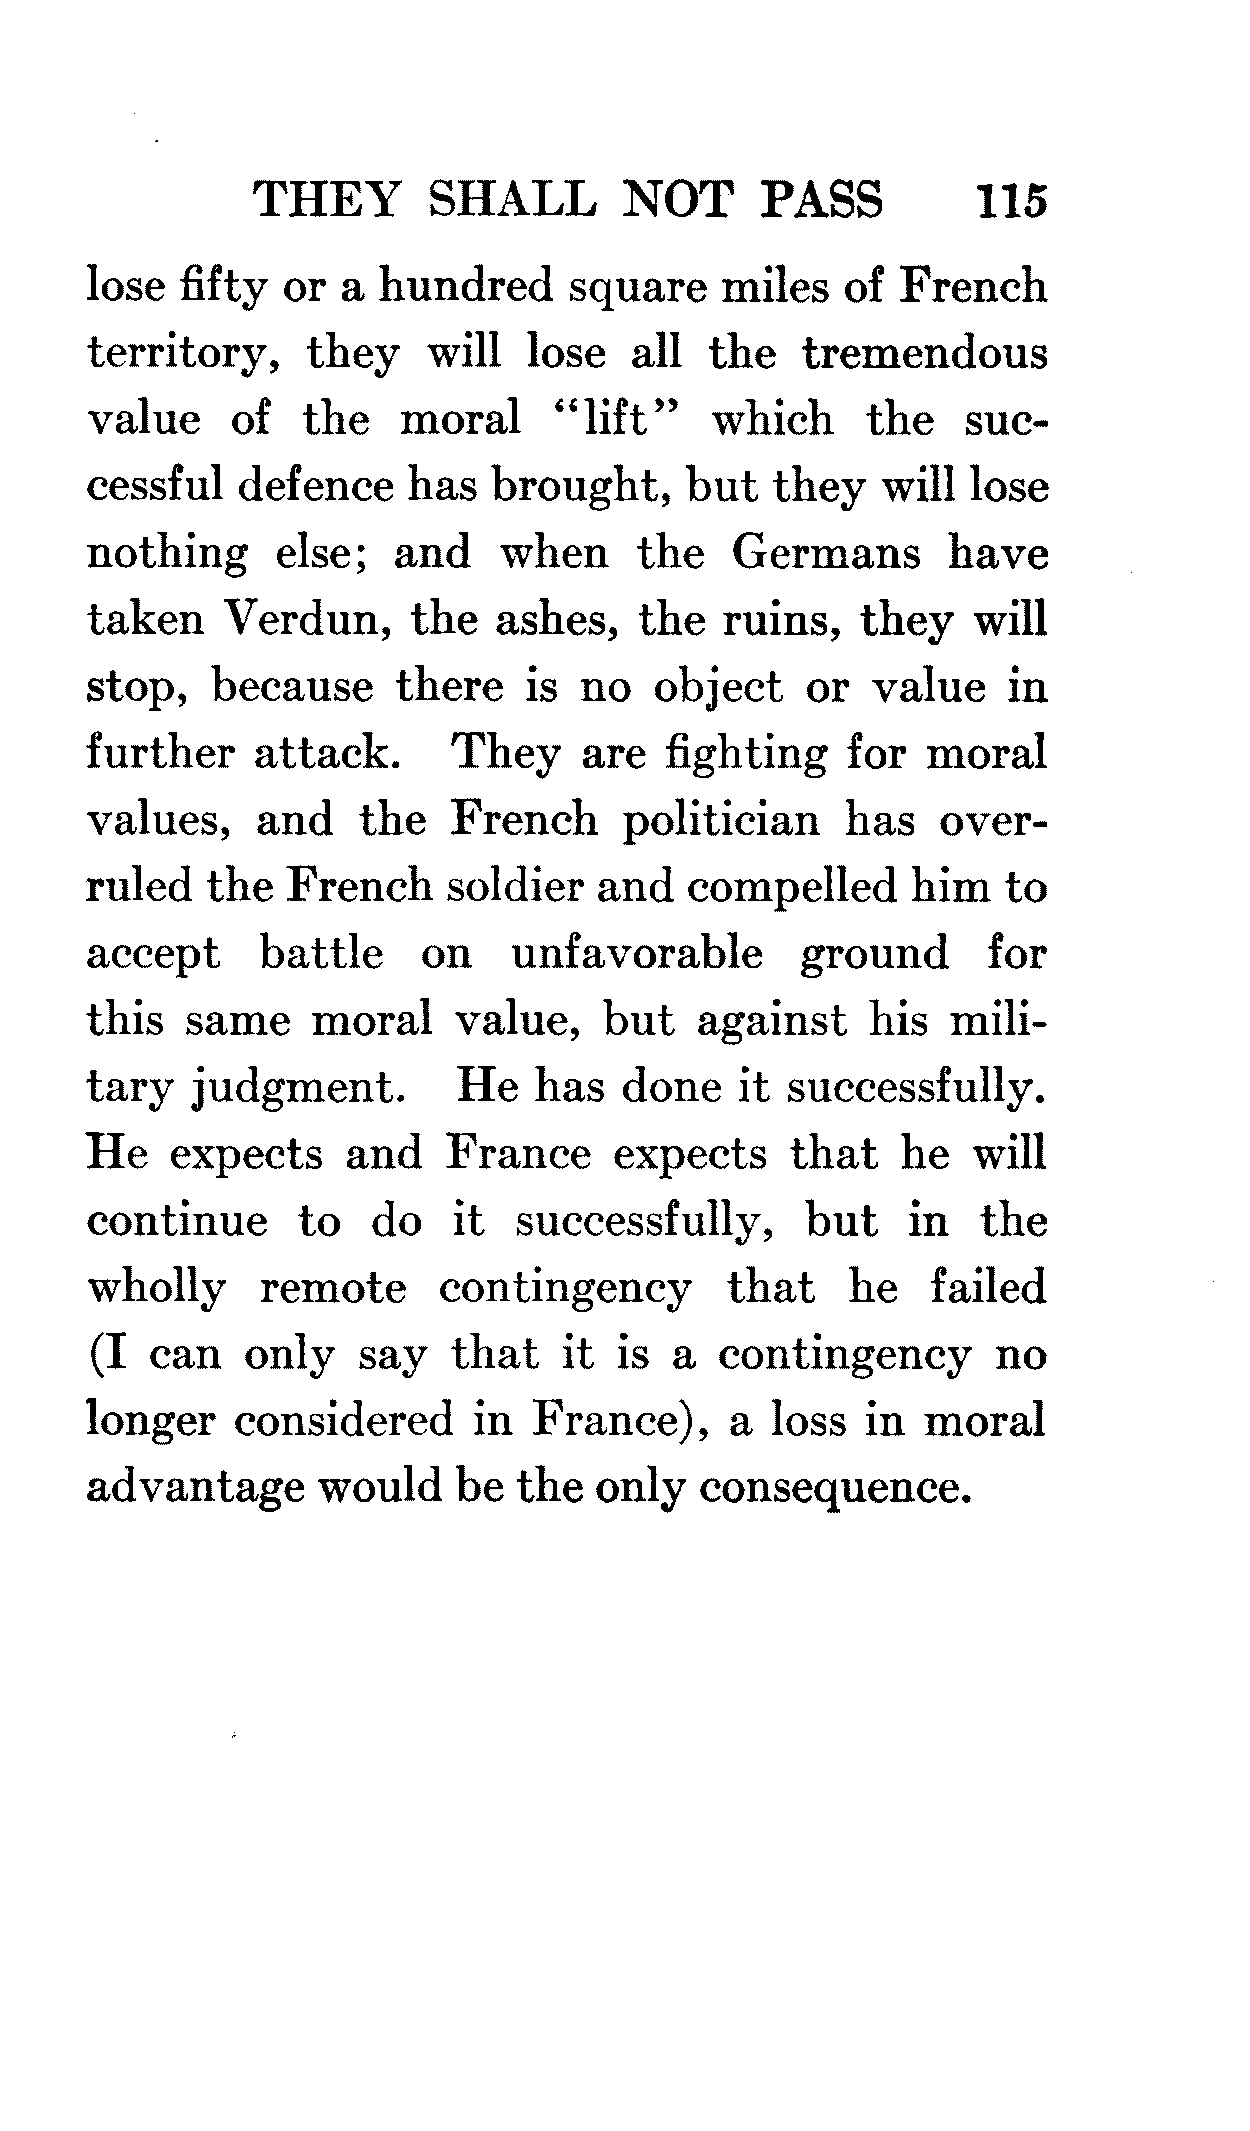 THEY SHALL NOT PASS 115
lose fifty or a hundred square miles of French
territory, they will lose all the tremendous
value of the moral “lift” which the suc-
cessful defence has brought, but they will lose
nothing else; and when the Germans have
taken Verdun, the ashes, the ruins, they will
stop, because there is no object or value in
further attack. They are fighting for moral
values, and the French politician has over-
ruled the French soldier and compelled him to
accept battle on unfavorable ground for
this same moral value, but against his mili-
tary judgment. He has done it successfully.
He expects and France expects that he will
continue to do it successfully, but in the
wholly remote contingency that he failed
(I can only say that it is a contingency no
longer considered in France), a loss in moral
advantage would be the only consequence.